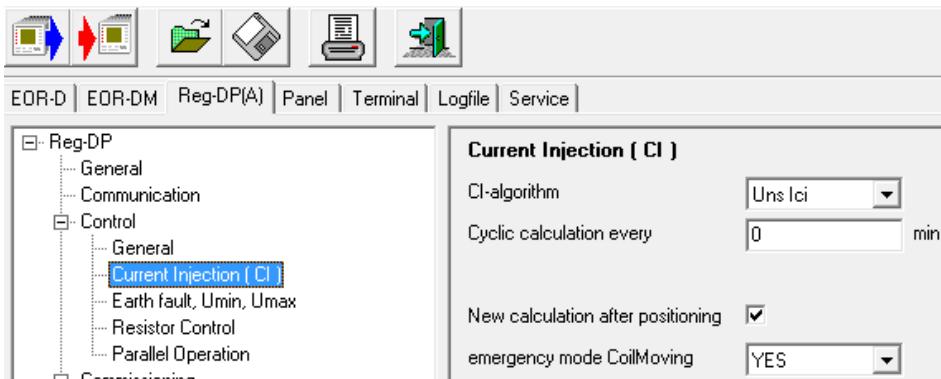 EOR-D EOR-DM Reg-DP(A) Panel Terminal Logfile Service
Reg-DP
General
Communication
Control
General
Current Injection ( CI )
Earth fault, Umin, Umax
Resistor Control
Parallel Operation
Commissioning
Current Injection ( CI )
CI-algorithm Uns Ici
Cyclic calculation every 0 min
New calculation after positioning
emergency mode CoilMoving YES